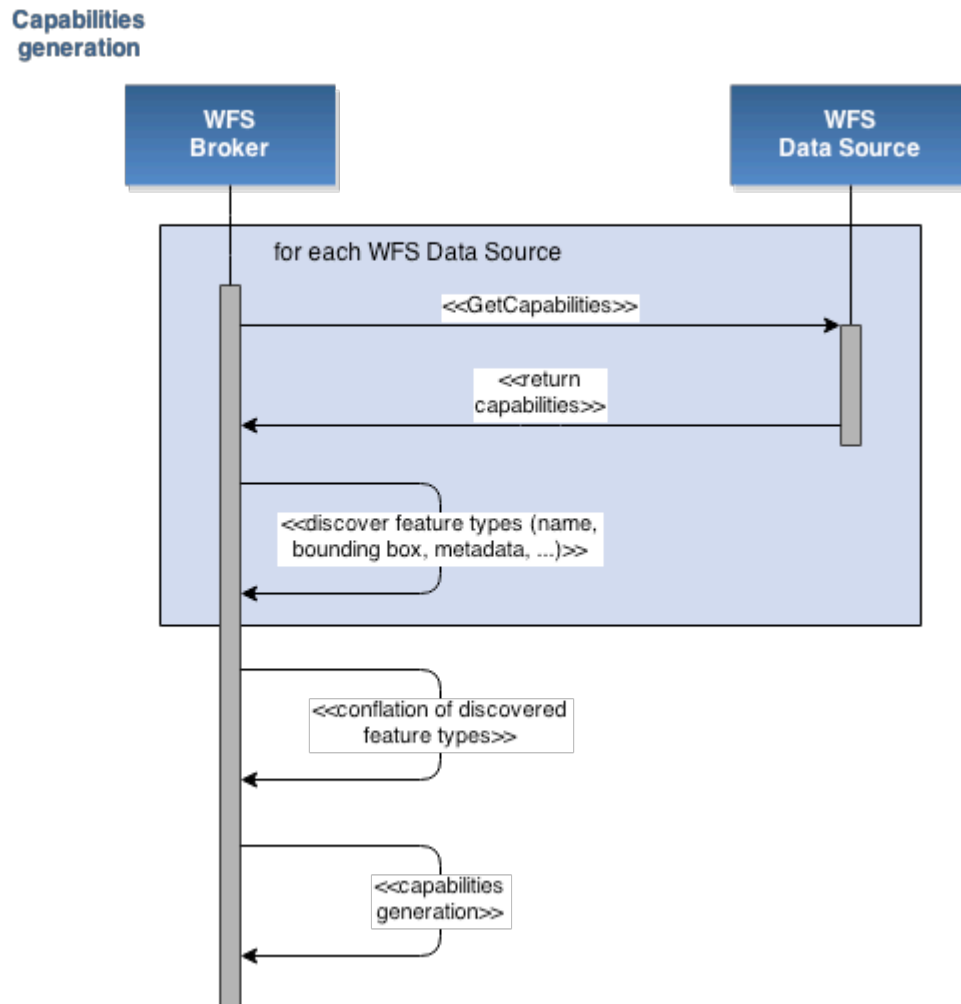 Capabilities
generation
WFS
Broker
WFS
Data Source
for each WFS Data Source
<<GetCapabilities>>
<<return
capabilities>>
<<discover feature types (name,
bounding box, metadata, ...)>>
<<conflation of discovered
feature types>>
<<capabilities
generation>>